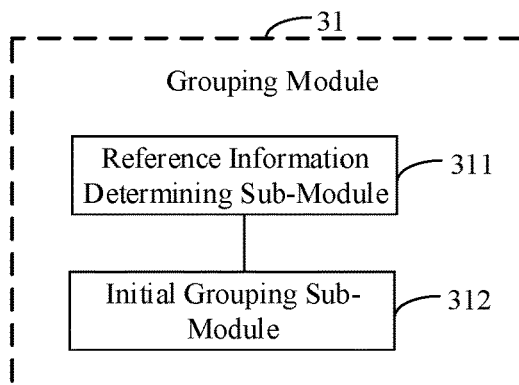 31
Grouping Module
Reference Information
Determining Sub-Module
311
Initial Grouping Sub-
Module
312